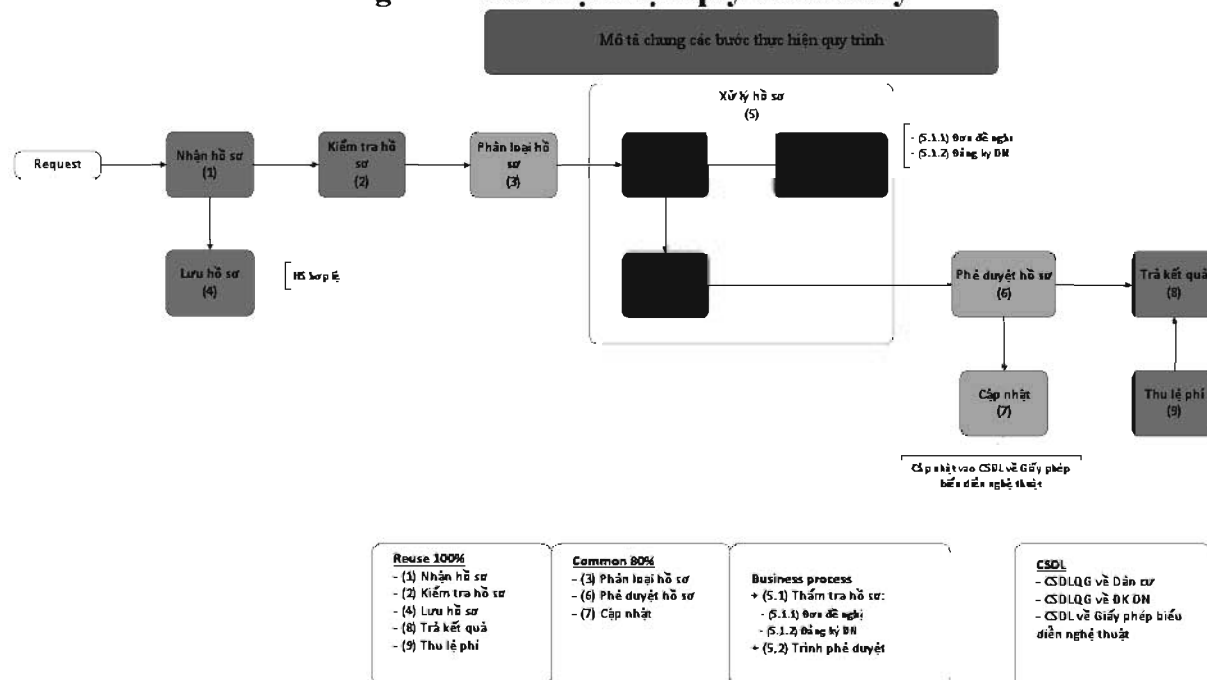 Mô tả chung các bước thực hiện quy trình
Xử lý hồ sơ
(5)
- (5.1.1) Đơn đề nghị
- (5.1.2) Đăng ký DN
Request
Nhận hồ sơ
(1)
Kiểm tra hồ
sơ
(2)
Phân loại hồ
sơ
(3)
Lưu hồ sơ
(4)
HS hợp lệ
Phê duyệt hồ sơ
(6)
Trả kết quả
(8)
Cập nhật
(7)
Thu lệ phí
(9)
Cập nhật vào CSDL về Giấy phép
biểu diễn nghệ thuật
Reuse 100%
- (1) Nhận hồ sơ
- (2) Kiểm tra hồ sơ
- (4) Lưu hồ sơ
- (8) Trả kết quả
- (9) Thu lệ phí
Common 80%
- (3) Phân loại hồ sơ
- (6) Phê duyệt hồ sơ
- (7) Cập nhật
Business process
+ (5.1) Thẩm tra hồ sơ:
- (5.1.1) Đơn đề nghị
- (5.1.2) Đăng ký DN
+ (5,2) Trình phê duyệt
CSDL
- CSDLQG về Dân cư
- CSDLQG về ĐK DN
- CSDL về Giấy phép biểu
diễn nghệ thuật